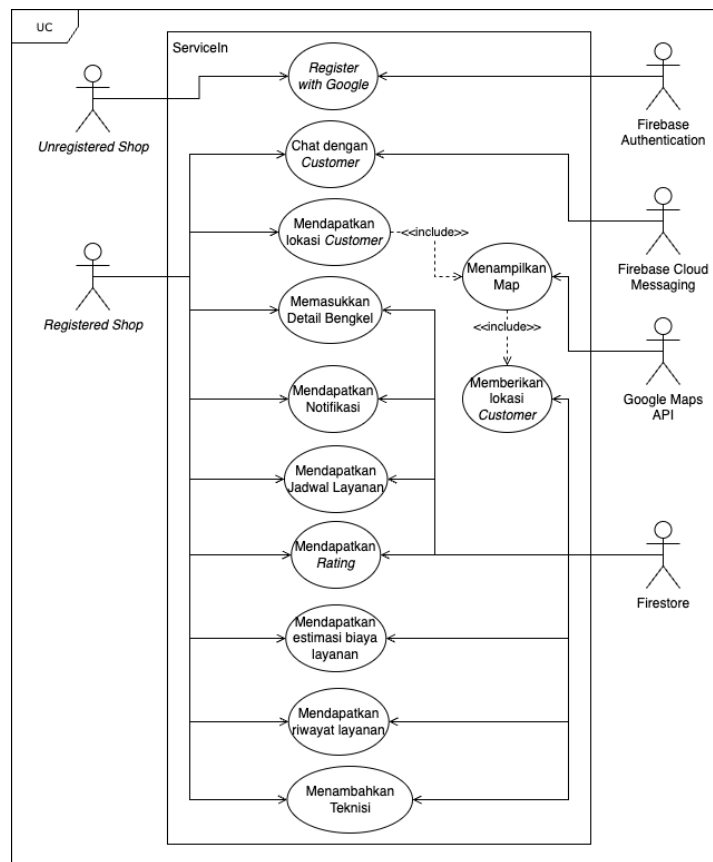 UC
ServiceIn
Register
with Google
Unregistered Shop
Firebase
Authentication
Chat dengan
Customer
Mendapatkan
lokasi Customer
<<include>>
Menampilkan
Map
Firebase Cloud
Messaging
Registered Shop
Memasukkan
Detail Bengkel
<<include>>
Mendapatkan
Notifikasi
Memberikan
lokasi
Customer
Google Maps
API
Mendapatkan
Jadwal Layanan
Mendapatkan
Rating
Firestore
Mendapatkan
estimasi biaya
layanan
Mendapatkan
riwayat layanan
Menambahkan
Teknisi